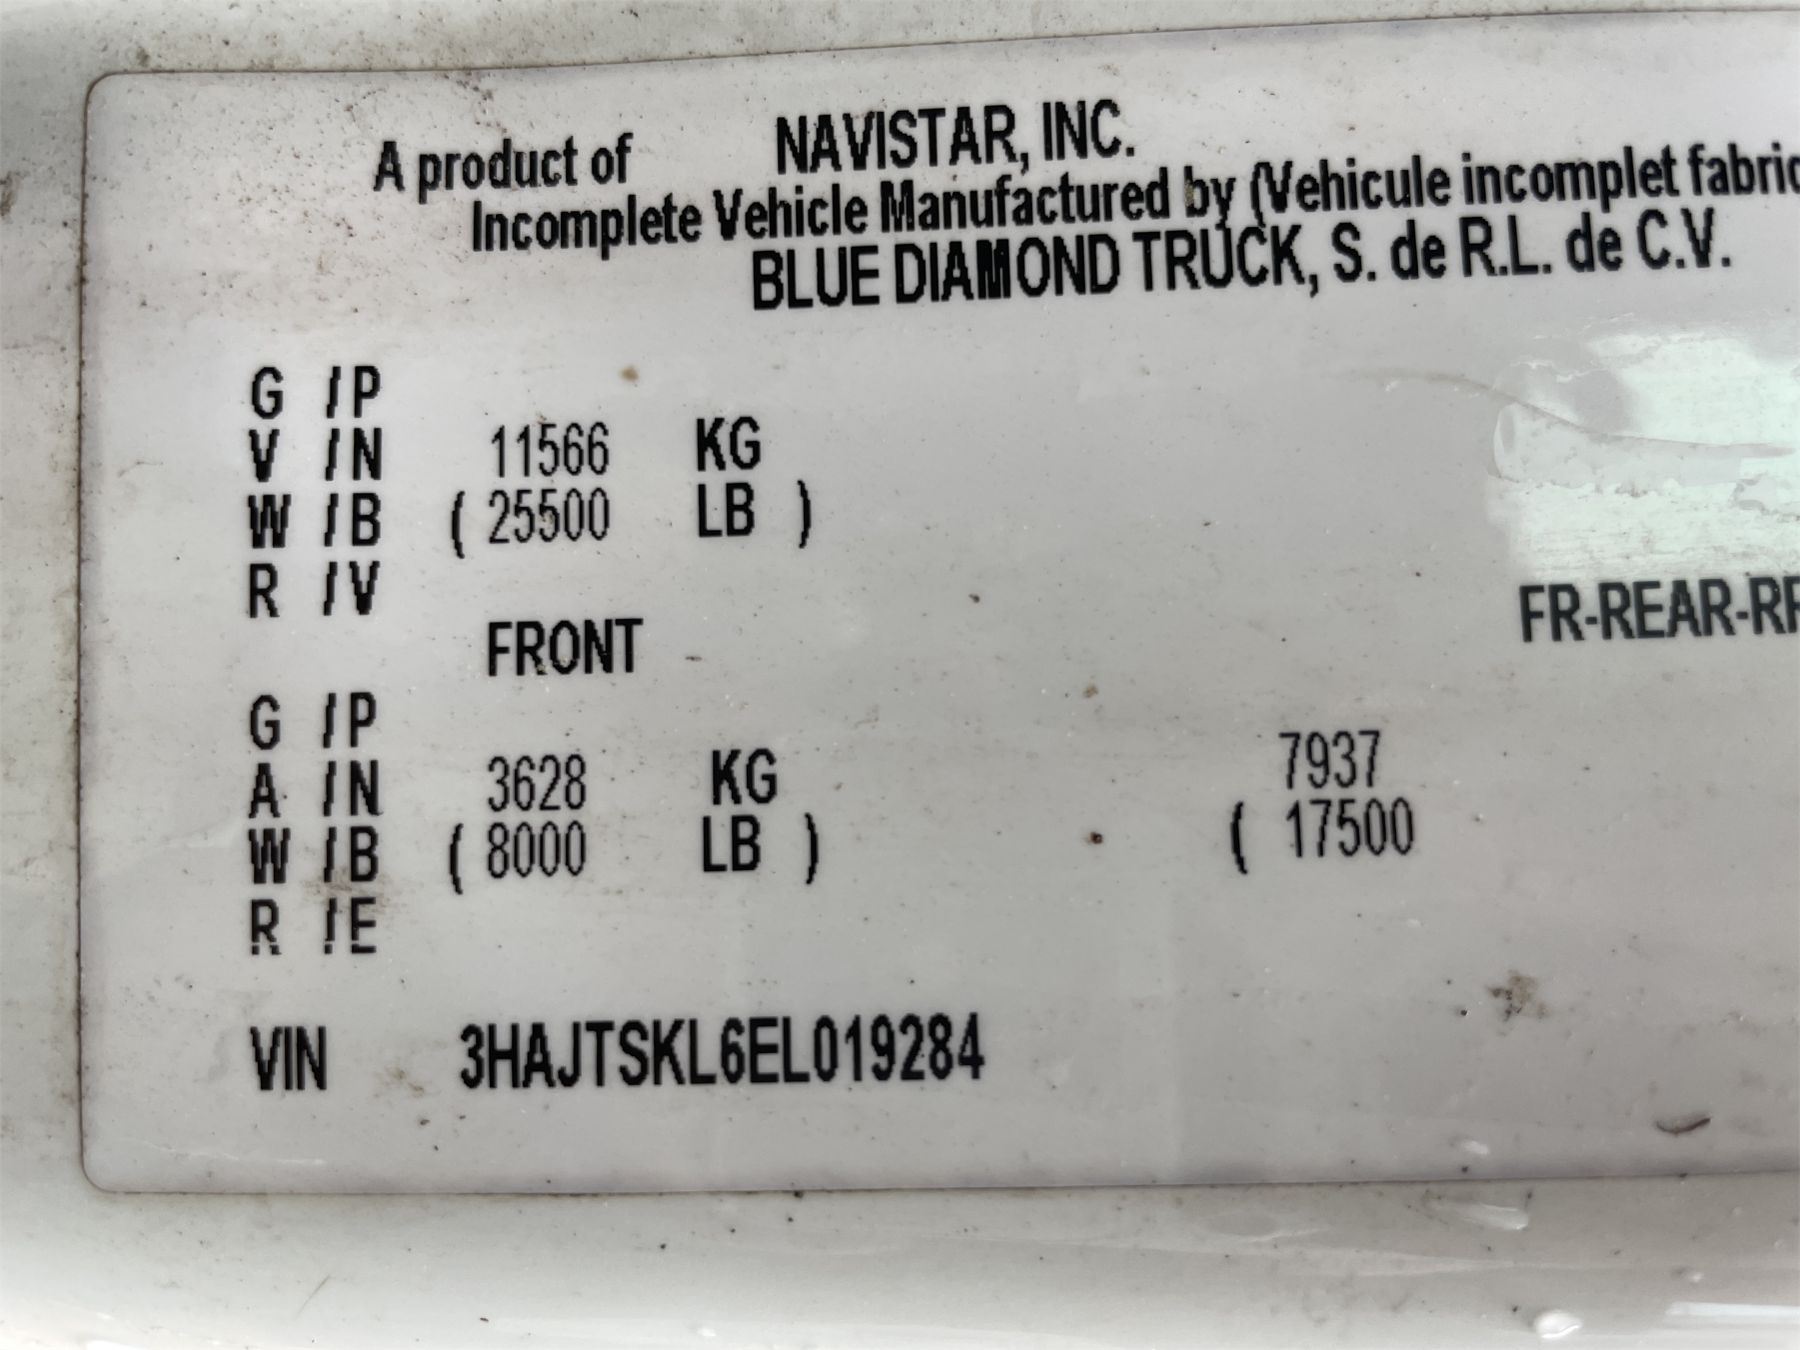 A product of NAVISTAR, INC.
Incomplete Vehicle Manufactured by (Vehicule incomplet fabric
BLUE DIAMOND TRUCK, S. de R.L. de C.V.
G /P
V /N 11566 KG
W /B ( 25500 LB )
R /V
FRONT FR-REAR-RR
G /P
A /N 3628 KG 7937
W /B ( 8000 LB ) ( 17500
R /E
VIN 3HAJTSKL6EL019284